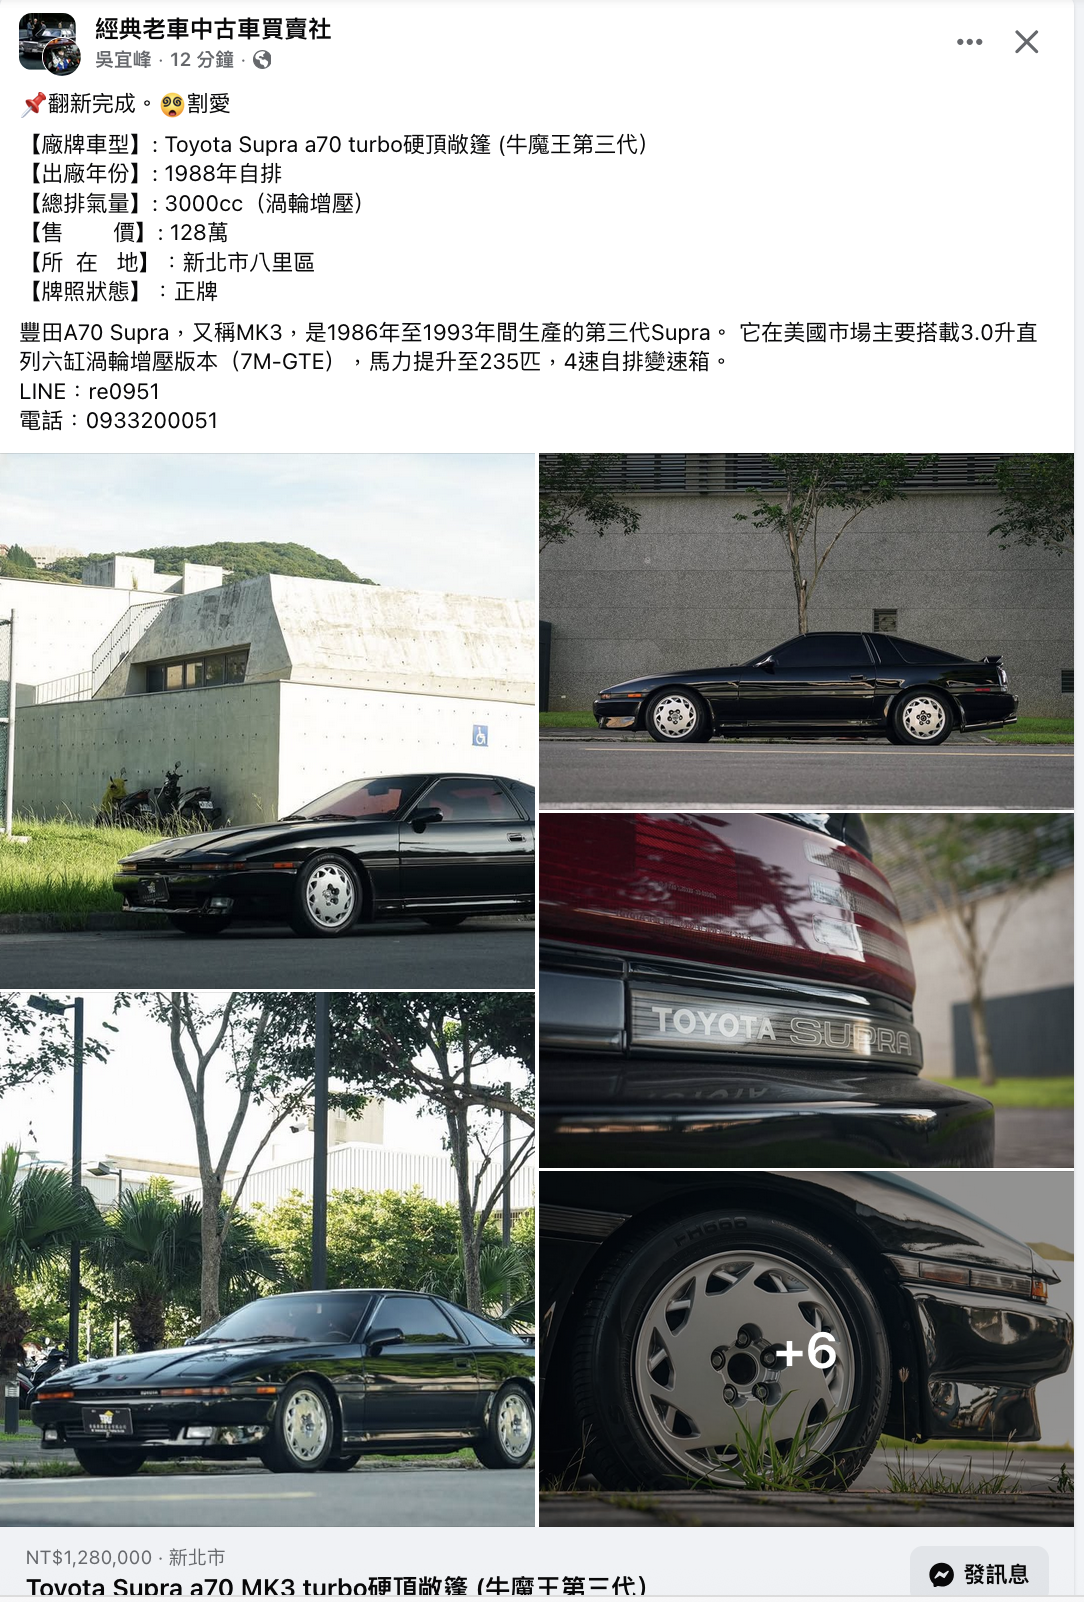 經典老車中古車買賣社
吳宜峰 · 12 分鐘 ·
📌翻新完成。😵‍💫割愛
【廠牌車型】: Toyota Supra a70 turbo硬頂敞篷 (牛魔王第三代）
【出廠年份】: 1988年自排
【總排氣量】: 3000cc（渦輪增壓）
【售　　價】: 128萬
【所 在 地】：新北市八里區
【牌照狀態】：正牌
豐田A70 Supra，又稱MK3，是1986年至1993年間生產的第三代Supra。 它在美國市場主要搭載3.0升直
列六缸渦輪增壓版本（7M-GTE），馬力提升至235匹，4速自排變速箱。
LINE：re0951
電話：0933200051
TOYOTA SUPRA
+6
NT$1,280,000 · 新北市
Toyota Supra a70 MK3 turbo硬頂敞篷 (牛魔王第三代）
發訊息